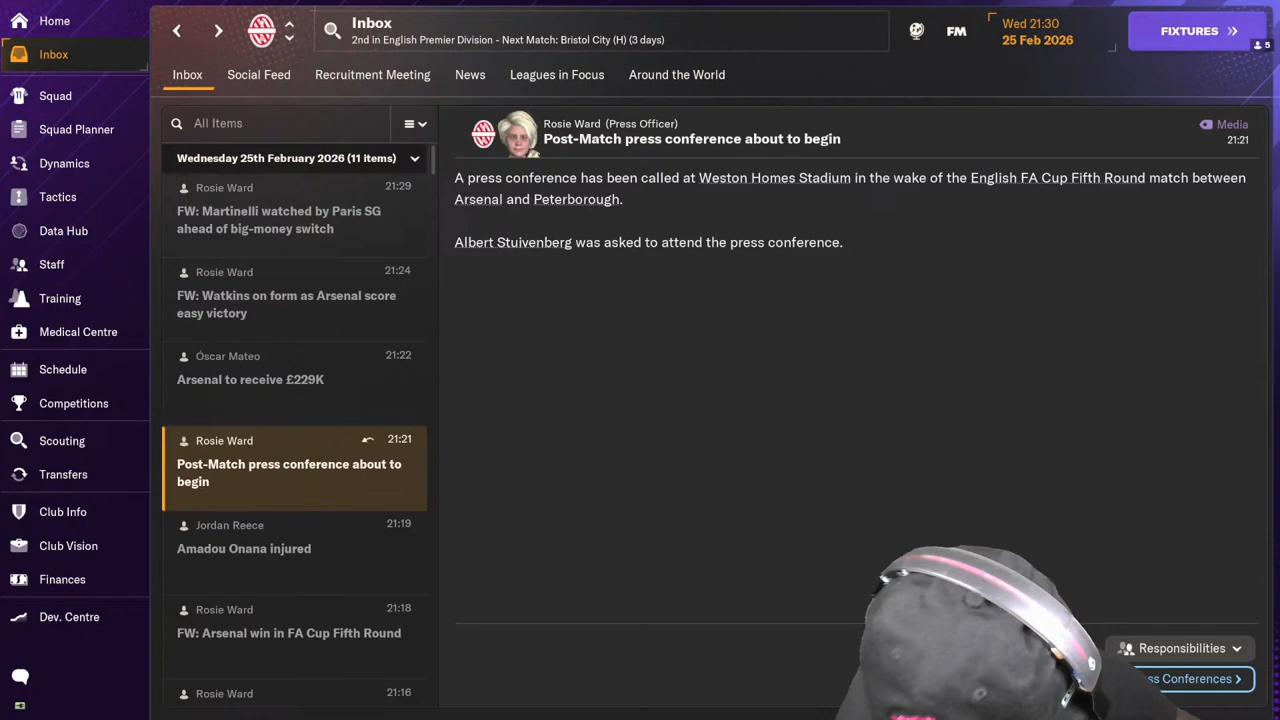 Home
Inbox
Squad
Squad Planner
Dynamics
Tactics
Data Hub
Staff
Training
Medical Centre
Schedule
Competitions
Scouting
Transfers
Club Info
Club Vision
Finances
Dev. Centre
Inbox
2nd in English Premier Division - Next Match: Bristol City (H) (3 days)
FM
Wed 21:30
25 Feb 2026
FIXTURES
5
Inbox
Social Feed
Recruitment Meeting
News
Leagues in Focus
Around the World
All Items
Wednesday 25th February 2026 (11 items)
Rosie Ward 21:29
FW: Martinelli watched by Paris SG
ahead of big-money switch
Rosie Ward 21:24
FW: Watkins on form as Arsenal score
easy victory
Óscar Mateo 21:22
Arsenal to receive £229K
Rosie Ward 21:21
Post-Match press conference about to
begin
Jordan Reece 21:19
Amadou Onana injured
Rosie Ward 21:18
FW: Arsenal win in FA Cup Fifth Round
Rosie Ward 21:16
Rosie Ward (Press Officer)
Post-Match press conference about to begin
Media
21:21
A press conference has been called at Weston Homes Stadium in the wake of the English FA Cup Fifth Round match between
Arsenal and Peterborough.
Albert Stuivenberg was asked to attend the press conference.
Responsibilities
Conferences